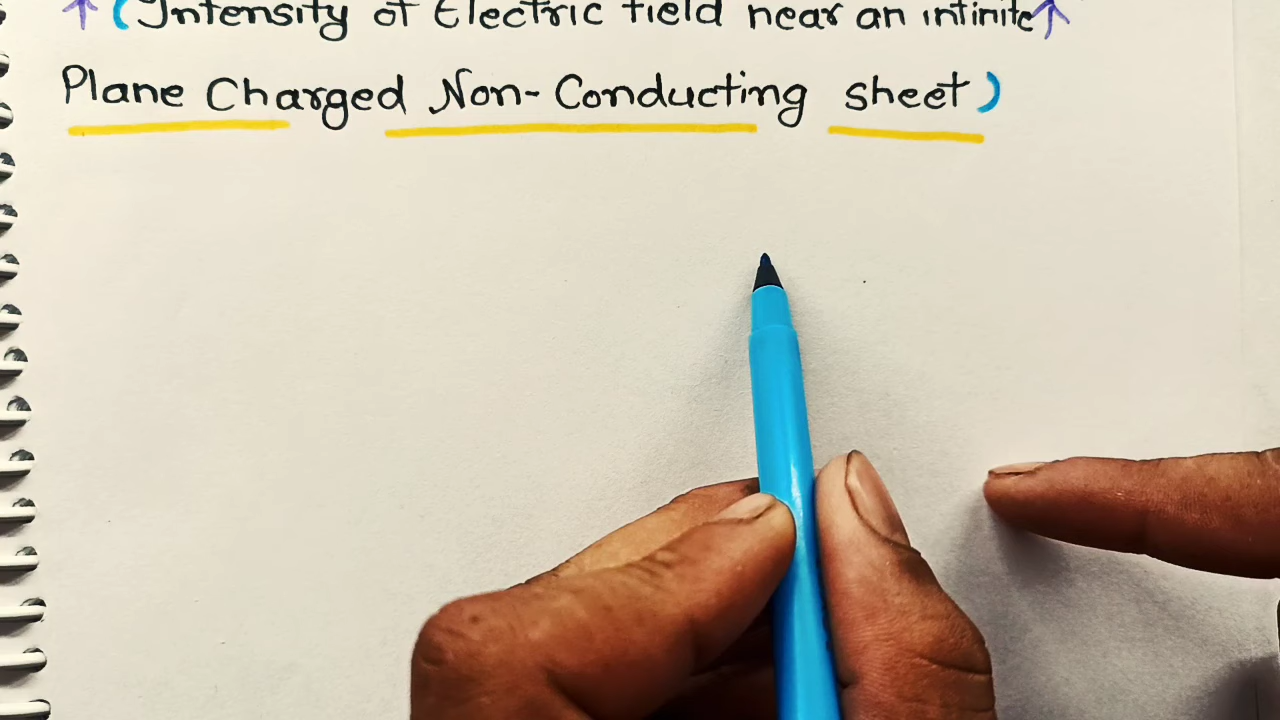 ↑ (Intensity of Electric field near an infinite ↑
Plane Charged Non-Conducting sheet)